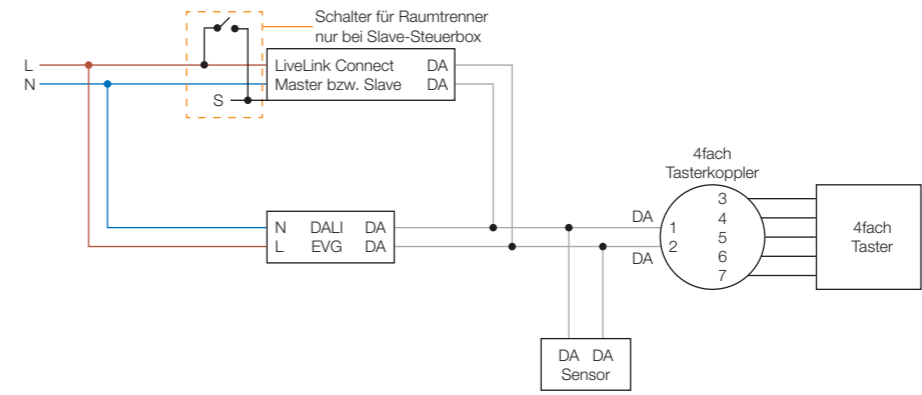 Schalter für Raumtrenner
nur bei Slave-Steuerbox
L
N
LiveLink Connect DA
Master bzw. Slave DA
S
4fach
Tasterkoppler
N DALI DA
L EVG DA
DA
DA
1
2
3
4
5
6
7
4fach
Taster
DA DA
Sensor